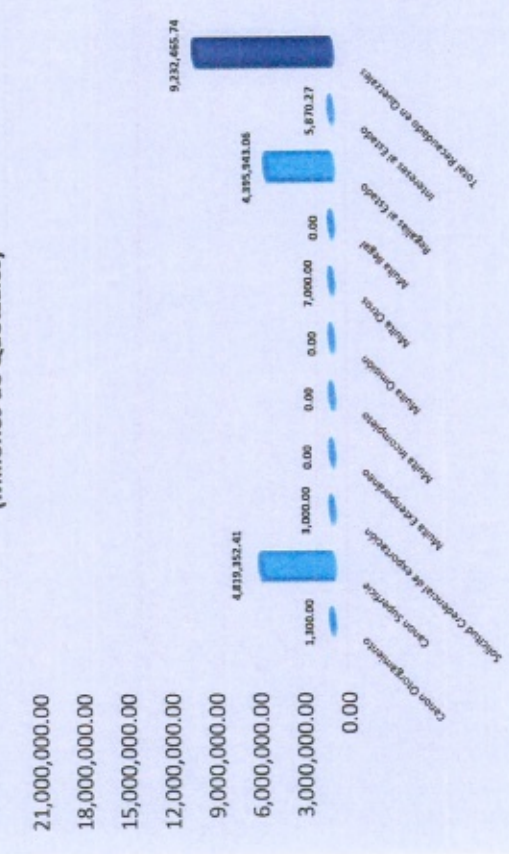 21,000,000.00
18,000,000.00
15,000,000.00
12,000,000.00
9,000,000.00
6,000,000.00
3,000,000.00
0.00
1,300.00
4,819,352.41
3,000.00
0.00
0.00
0.00
7,000.00
0.00
4,395,943.06
5,870.27
9,232,465.74
Canon Otorgamiento
Canon Superficie
Solicitud Credencial de exportación
Multa Extemporáneo
Multa Incompleto
Multa Omisión
Multa Otros
Multa Ilegal
Regalías al Estado
Intereses al Estado
Total Recaudado en Quetzales